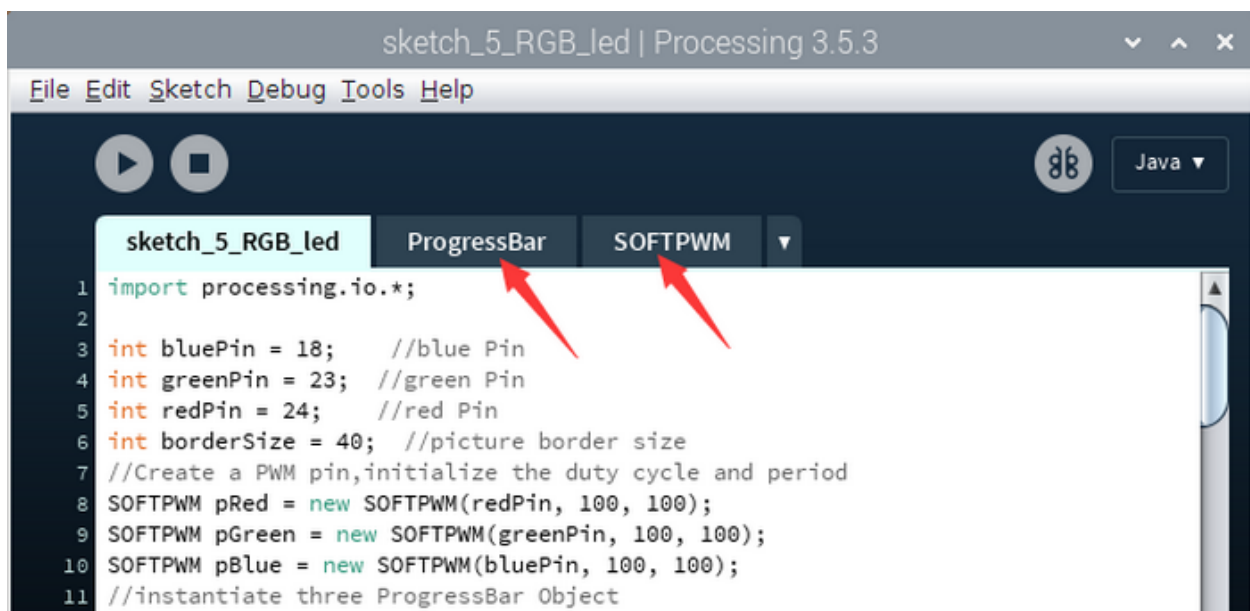 sketch_5_RGB_led | Processing 3.5.3
File Edit Sketch Debug Tools Help
Java ▼
sketch_5_RGB_led ProgressBar SOFTPWM ▼
1 import processing.io.*;
2
3 int bluePin = 18;    //blue Pin
4 int greenPin = 23;  //green Pin
5 int redPin = 24;    //red Pin
6 int borderSize = 40;  //picture border size
7 //Create a PWM pin,initialize the duty cycle and period
8 SOFTPWM pRed = new SOFTPWM(redPin, 100, 100);
9 SOFTPWM pGreen = new SOFTPWM(greenPin, 100, 100);
10 SOFTPWM pBlue = new SOFTPWM(bluePin, 100, 100);
11 //instantiate three ProgressBar Object